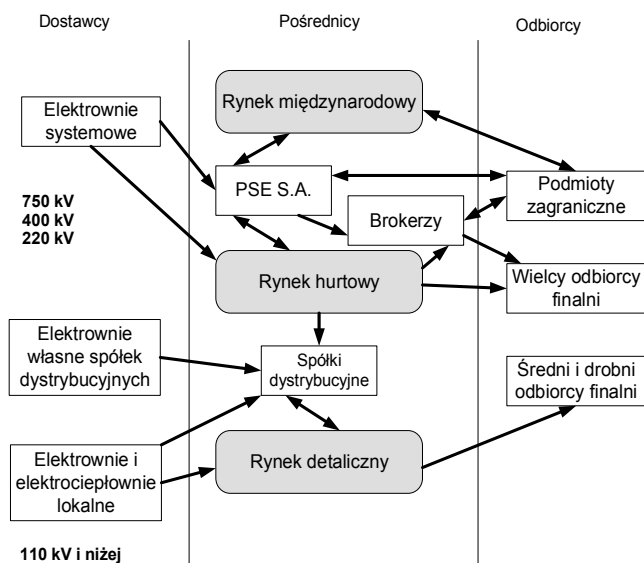 Dostawcy
Pośrednicy
Odbiorcy
Rynek międzynarodowy
Elektrownie
systemowe
PSE S.A.
Podmioty
zagraniczne
750 kV
400 kV
220 kV
Brokerzy
Rynek hurtowy
Wielcy odbiorcy
finalni
Elektrownie
własne spółek
dystrybucyjnych
Spółki
dystrybucyjne
Średni i drobni
odbiorcy finalni
Elektrownie i
elektrociepłownie
lokalne
Rynek detaliczny
110 kV i niżej